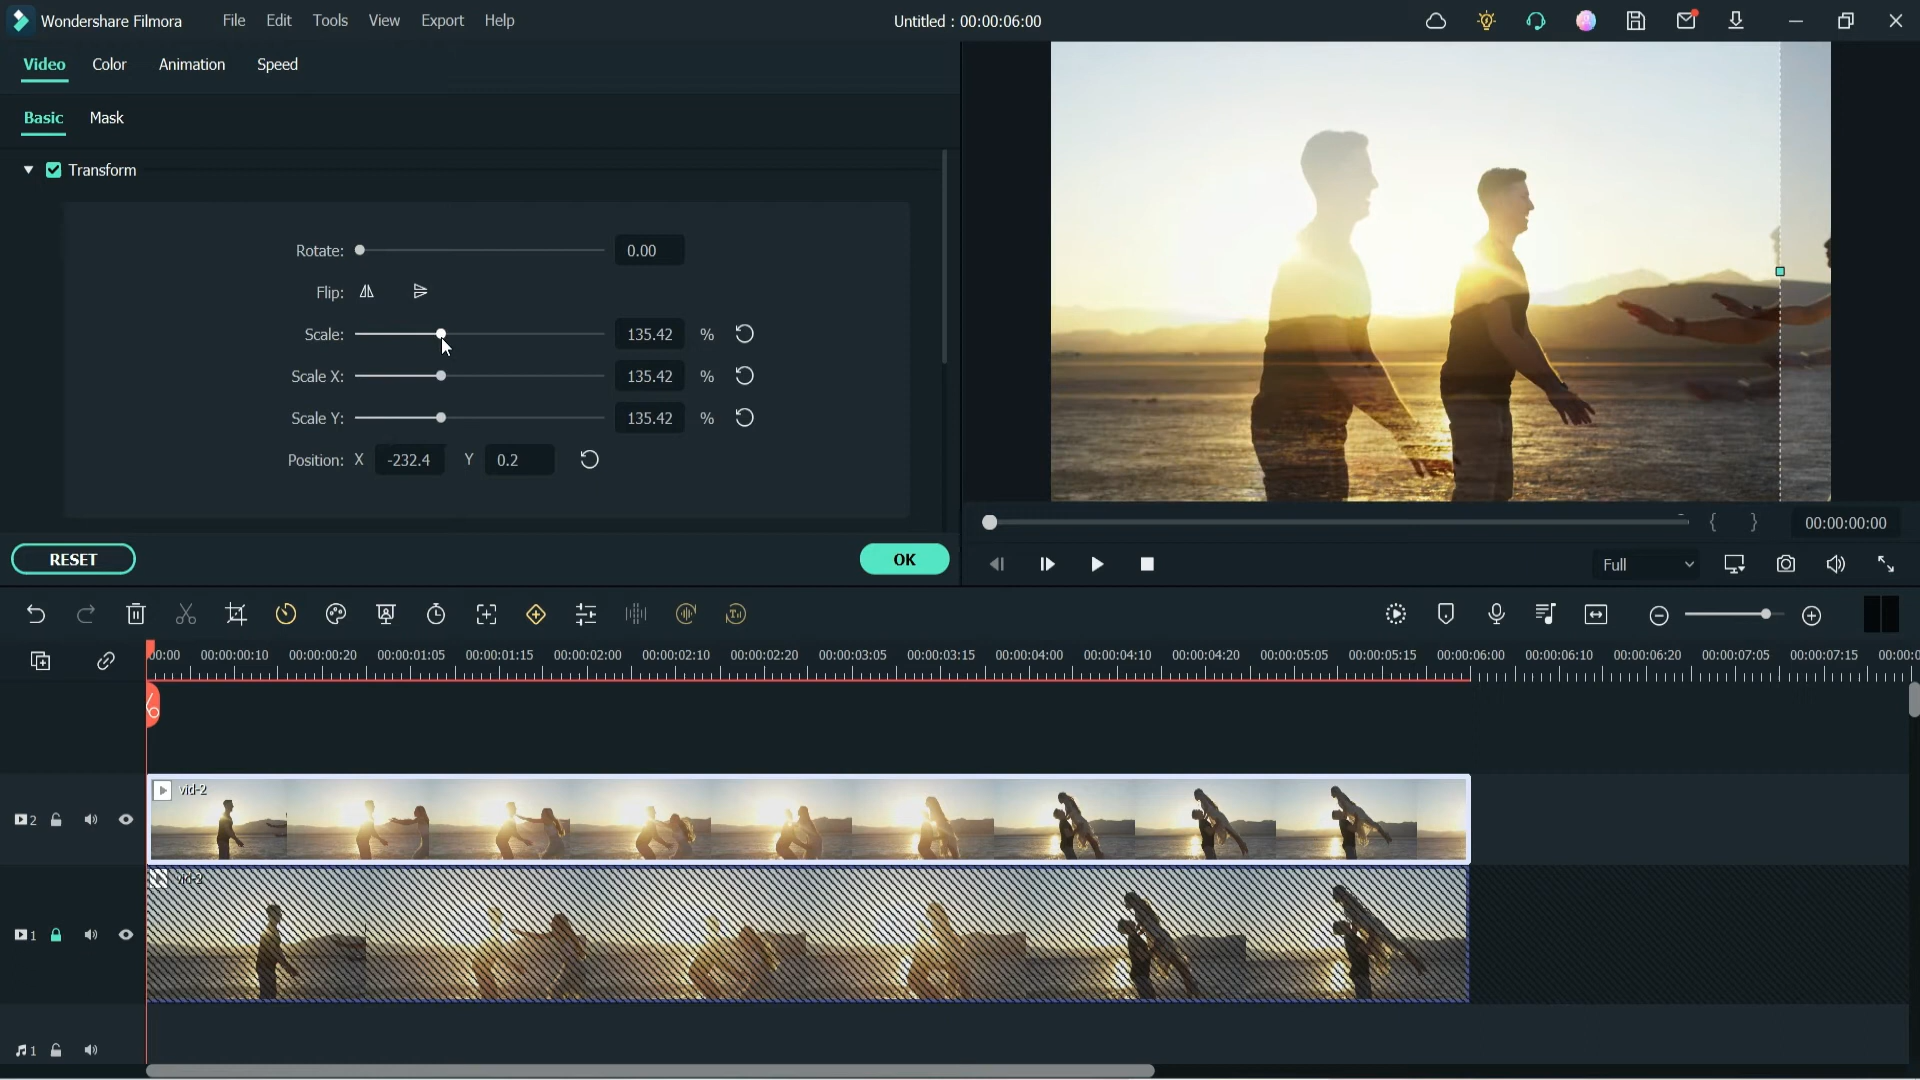 Wondershare Filmora File Edit Tools View Export Help Untitled : 00:00:06:00
Video Color Animation Speed
Basic Mask
Transform
Rotate: 0.00
Flip:
Scale: 135.42 %
Scale X: 135.42 %
Scale Y: 135.42 %
Position: X -232.4 Y 0.2
RESET OK
{ } 00:00:00:00
Full
00:00 00:00:00:10 00:00:00:20 00:00:01:05 00:00:01:15 00:00:02:00 00:00:02:10 00:00:02:20 00:00:03:05 00:00:03:15 00:00:04:00 00:00:04:10 00:00:04:20 00:00:05:05 00:00:05:15 00:00:06:00 00:00:06:10 00:00:06:20 00:00:07:05 00:00:07:15 00:00:0
vid-2
2
vid-2
1
1